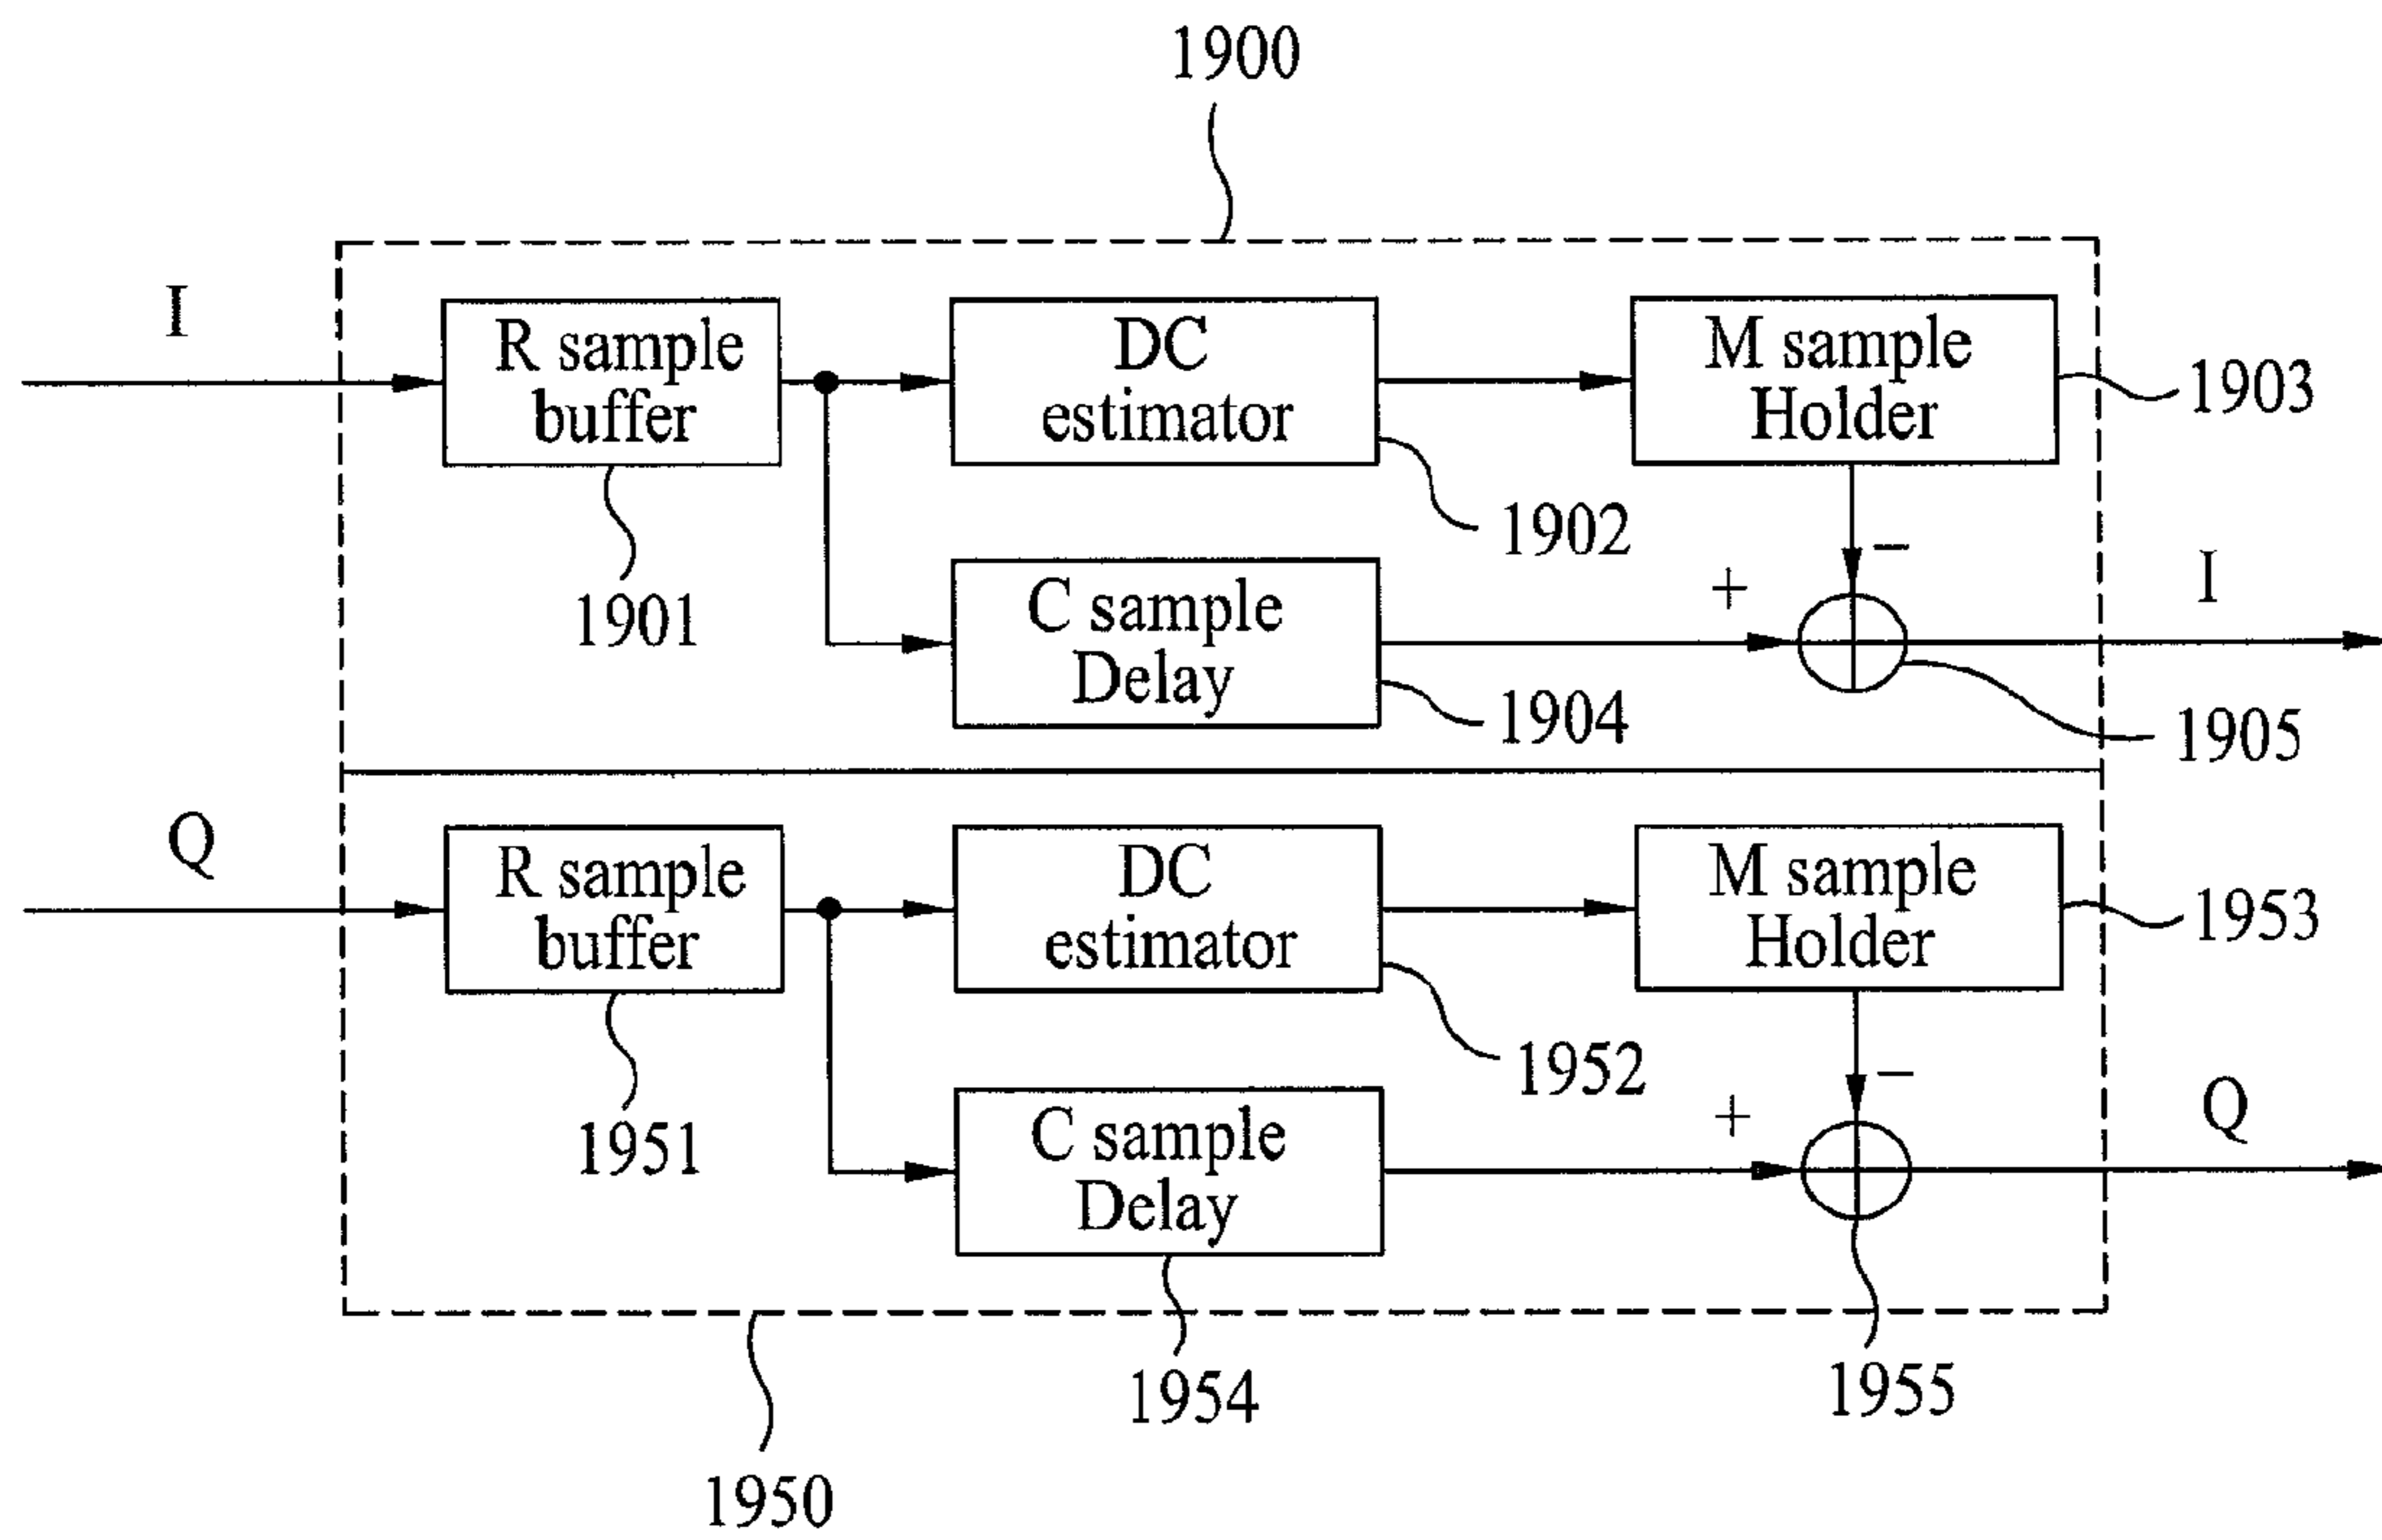 1900
I
R sample
buffer
DC
estimator
M sample
Holder
1903
1902
1901
C sample
Delay
−
+
I
1904
1905
Q
R sample
buffer
DC
estimator
M sample
Holder
1953
1952
1951
C sample
Delay
−
+
Q
1954
1955
1950